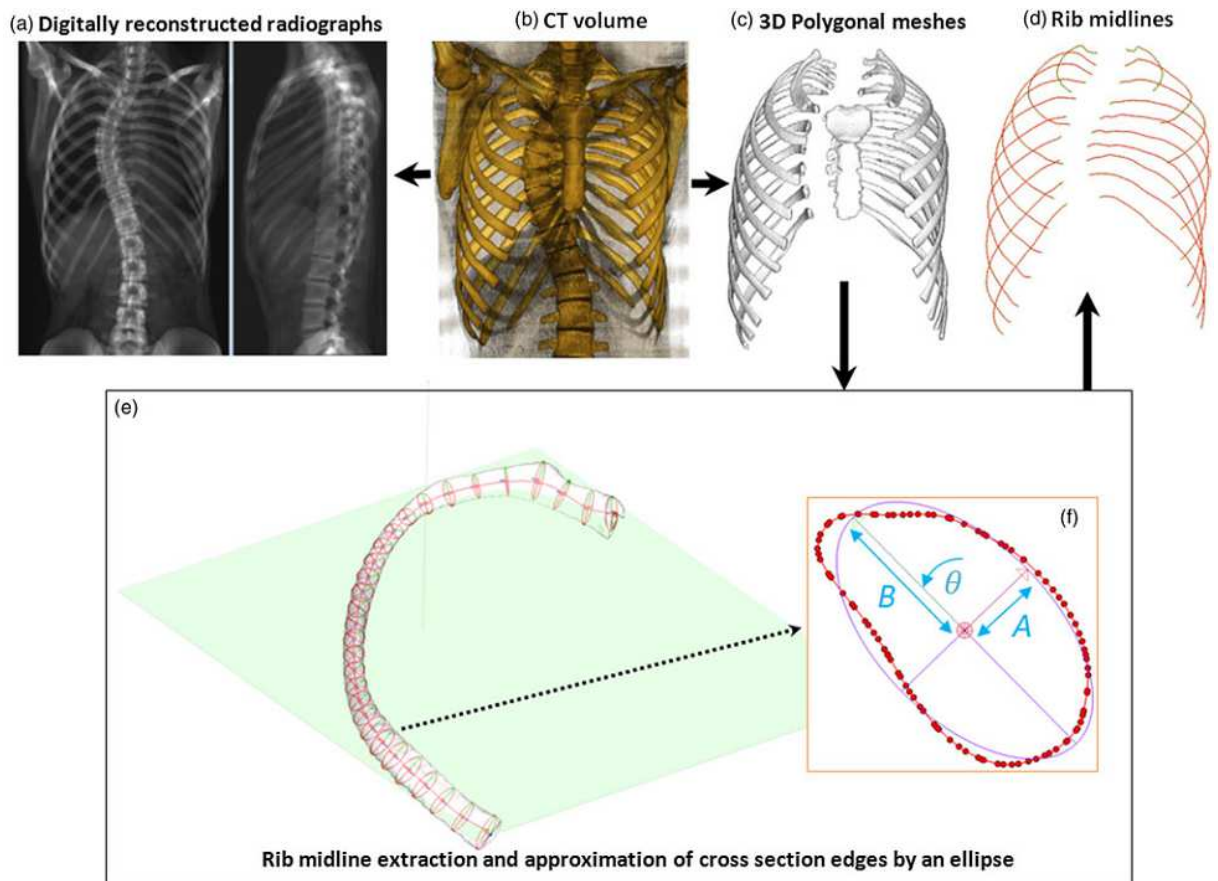 (a) Digitally reconstructed radiographs
(b) CT volume
(c) 3D Polygonal meshes
(d) Rib midlines
(e)
(f)
B
θ
A
Rib midline extraction and approximation of cross section edges by an ellipse